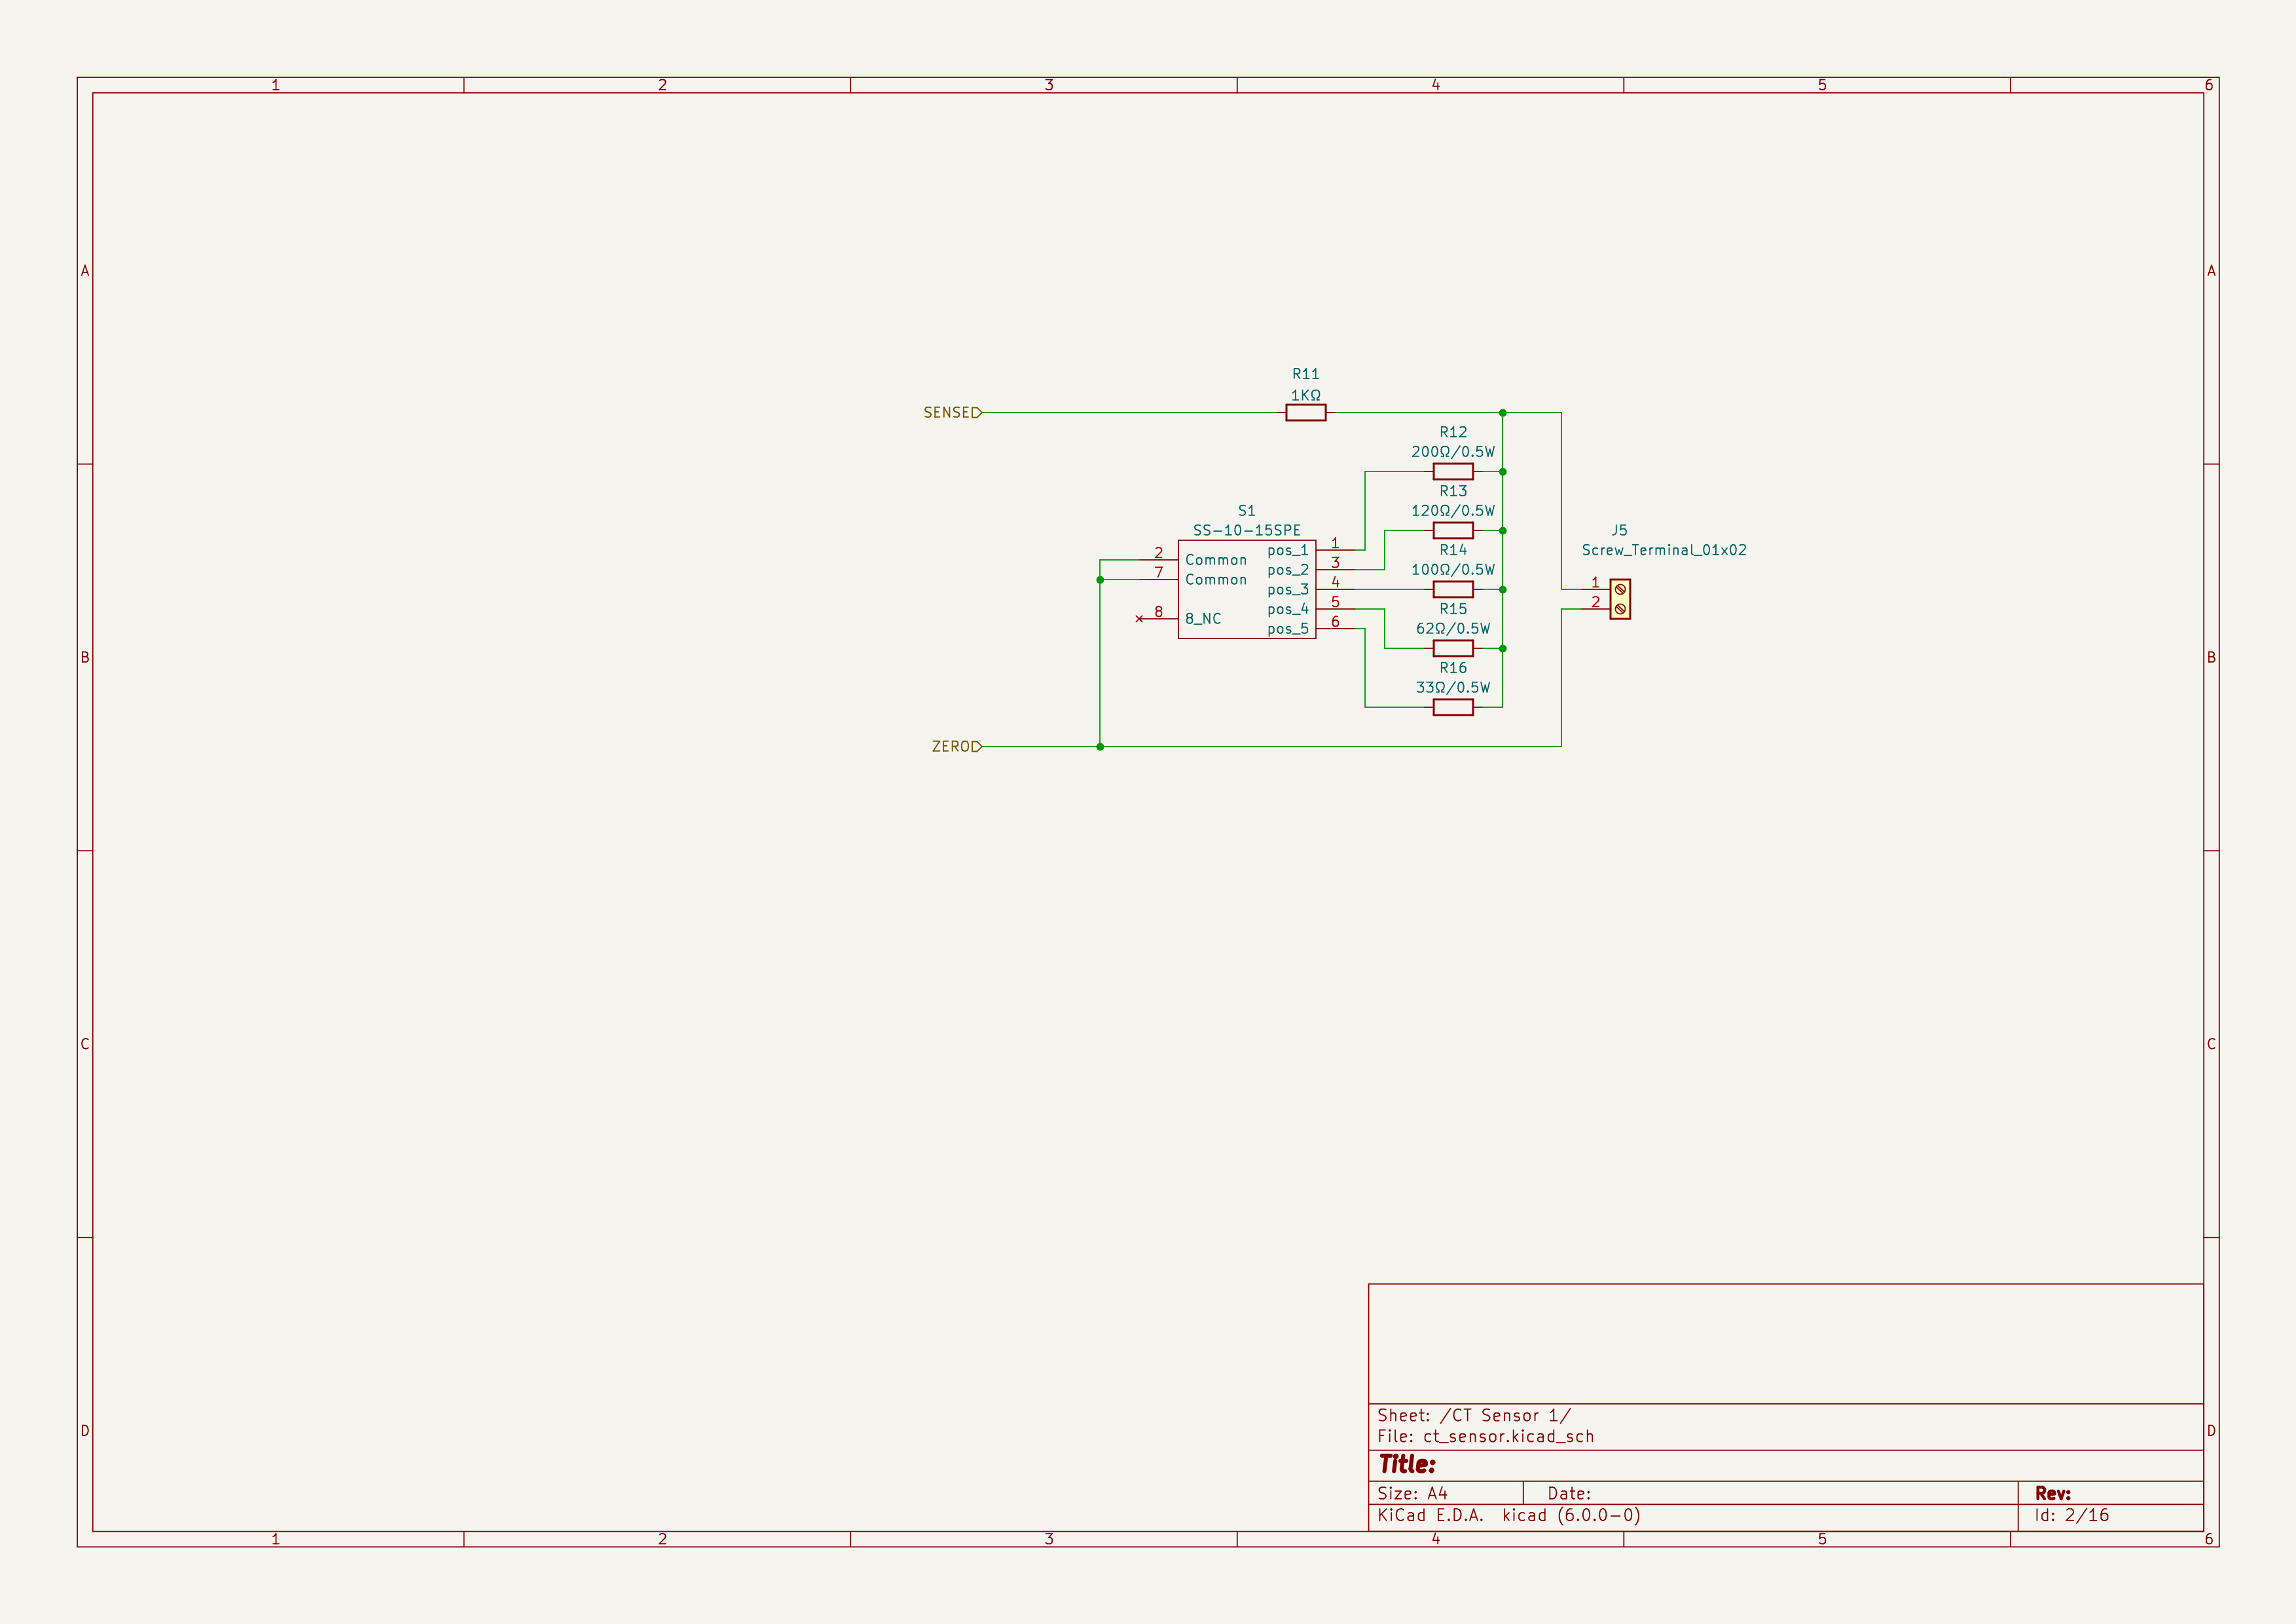 1 2 3 4 5 6
A A
R11
1KΩ
SENSE
R12
200Ω/0.5W
R13
120Ω/0.5W
S1
SS-10-15SPE
J5
Screw_Terminal_01x02
R14
100Ω/0.5W
2 Common pos_1 1
7 Common pos_2 3
pos_3 4
8 8_NC pos_4 5
pos_5 6
1
2
R15
62Ω/0.5W
R16
33Ω/0.5W
B B
ZERO
C C
D D
Sheet: /CT Sensor 1/
File: ct_sensor.kicad_sch
Title:
Size: A4 Date: Rev:
KiCad E.D.A. kicad (6.0.0-0) Id: 2/16
1 2 3 4 5 6